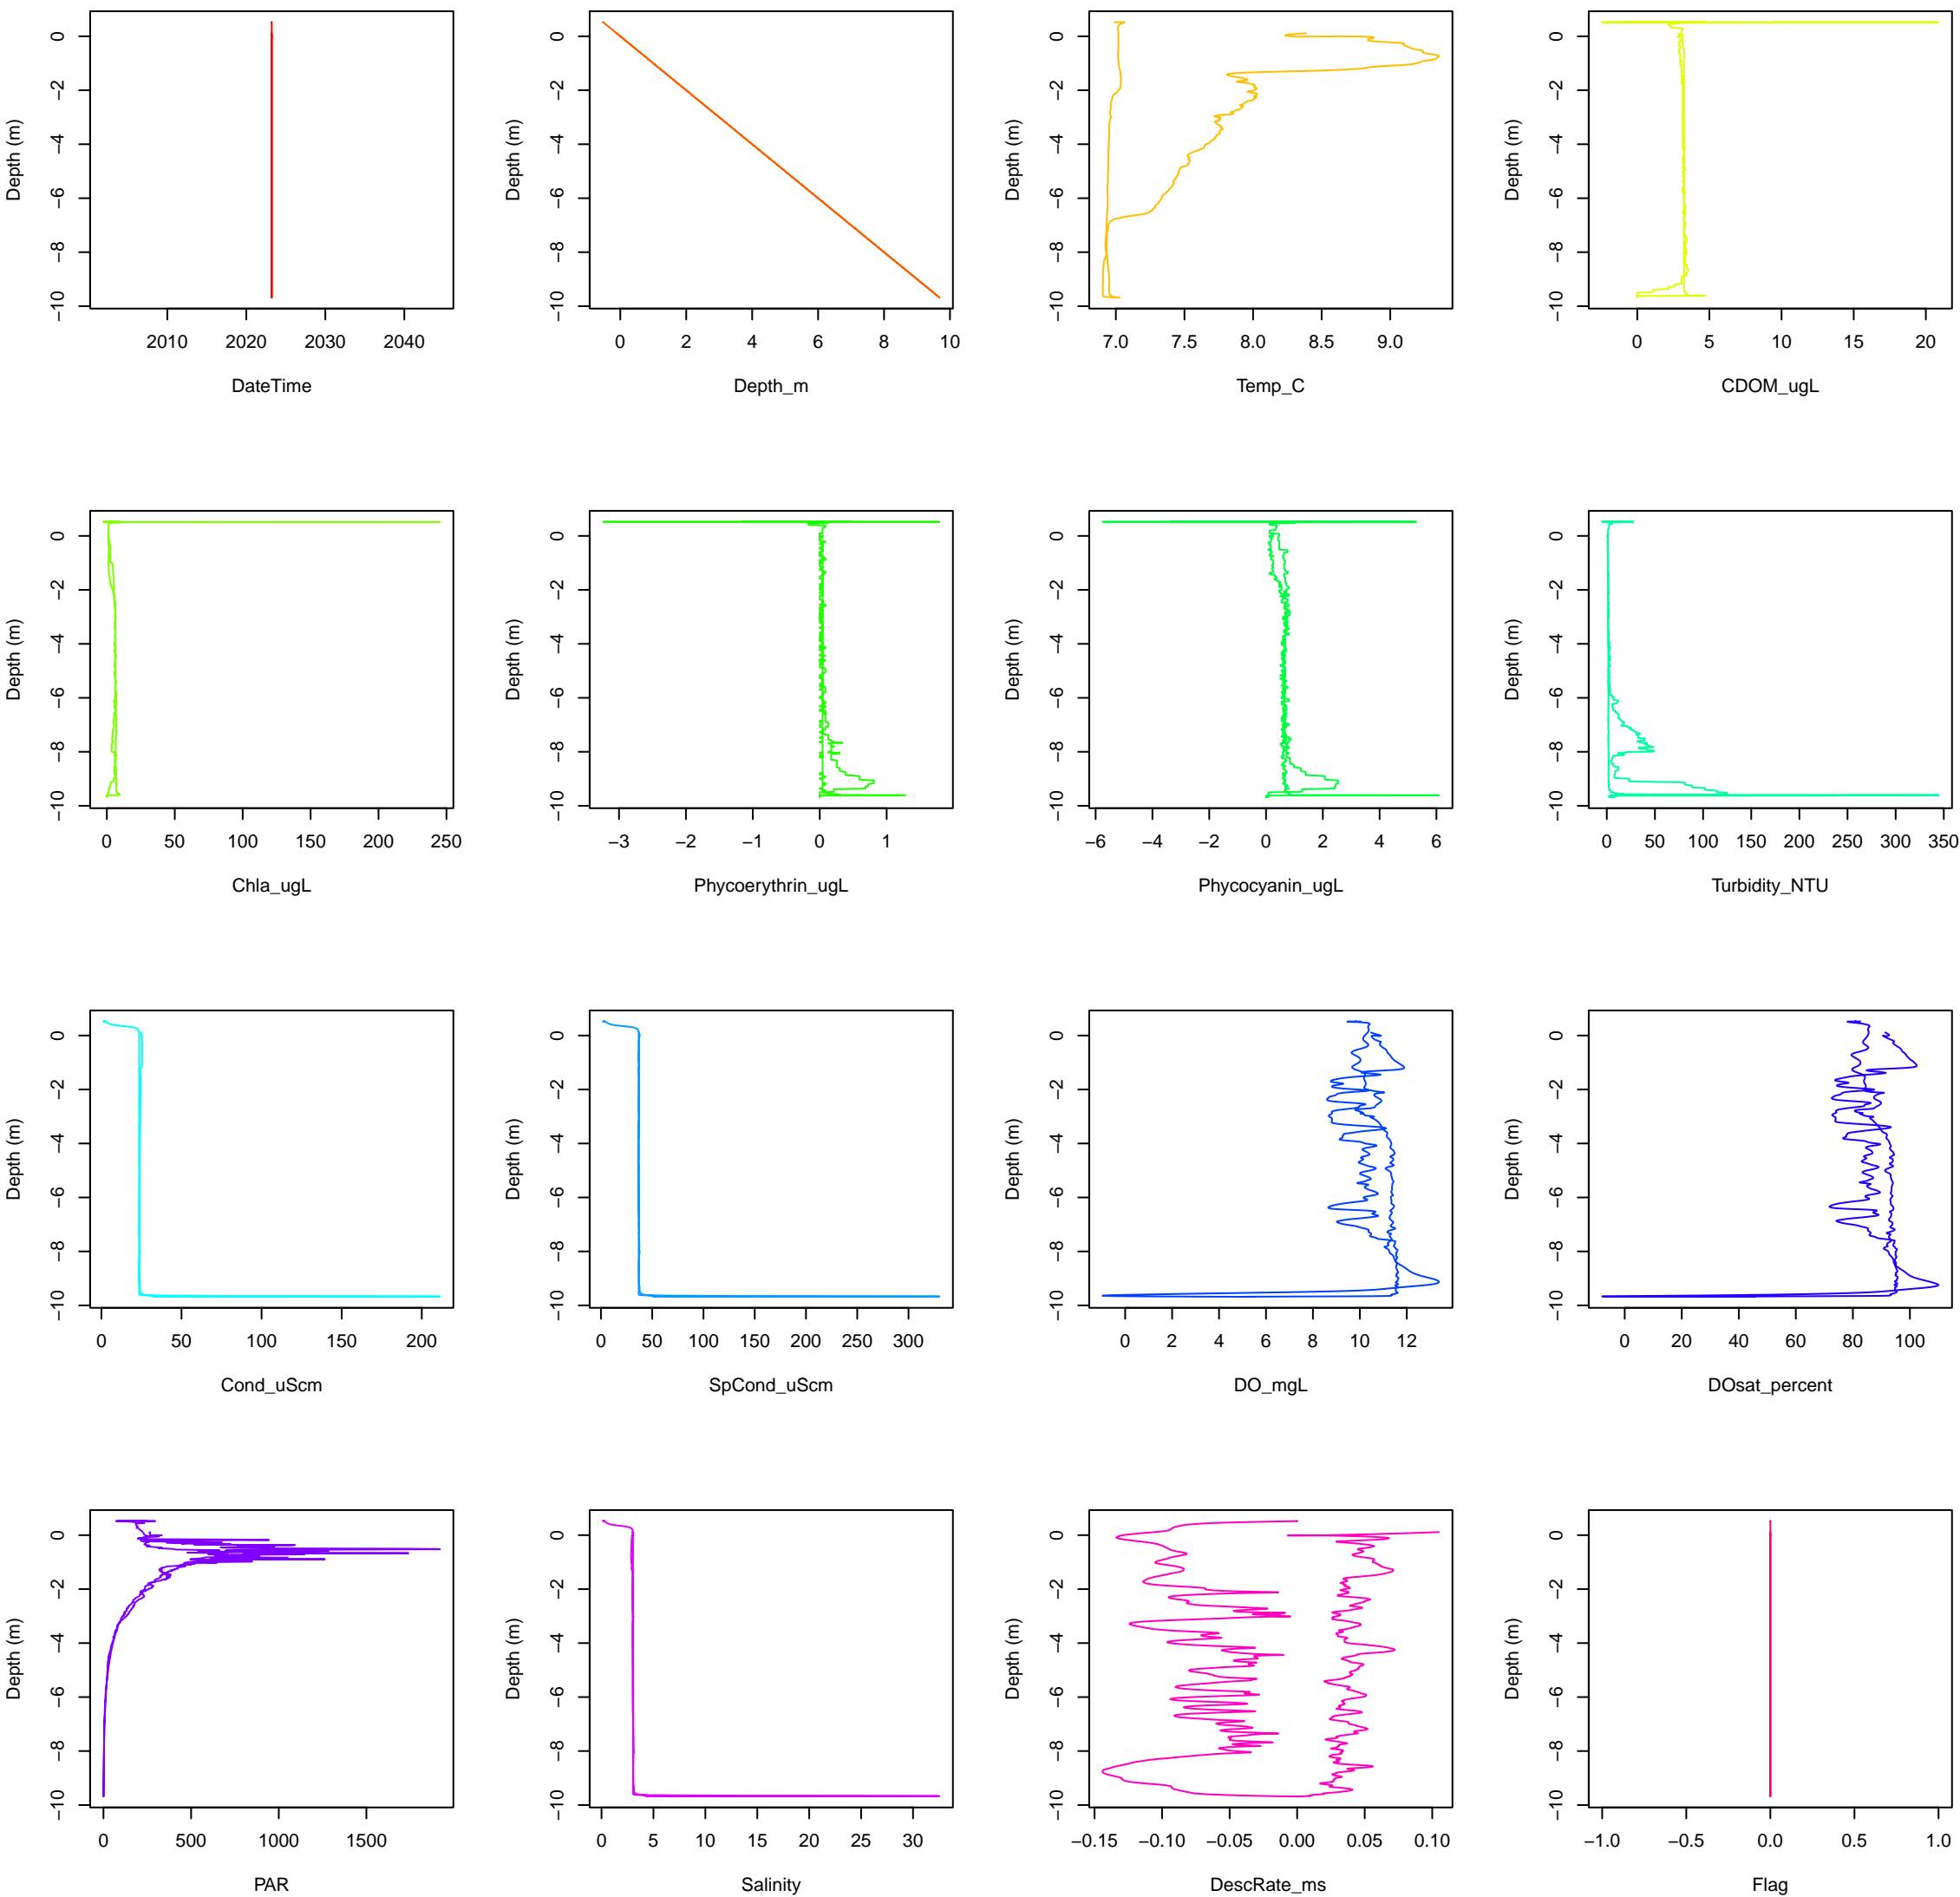 Depth (m)
0
−2
−4
−6
−8
−10
2010 2020 2030 2040
DateTime
Depth (m)
0
−2
−4
−6
−8
−10
0 2 4 6 8 10
Depth_m
Depth (m)
0
−2
−4
−6
−8
−10
7.0 7.5 8.0 8.5 9.0
Temp_C
Depth (m)
0
−2
−4
−6
−8
−10
0 5 10 15 20
CDOM_ugL
Depth (m)
0
−2
−4
−6
−8
−10
0 50 100 150 200 250
Chla_ugL
Depth (m)
0
−2
−4
−6
−8
−10
−3 −2 −1 0 1
Phycoerythrin_ugL
Depth (m)
0
−2
−4
−6
−8
−10
−6 −4 −2 0 2 4 6
Phycocyanin_ugL
Depth (m)
0
−2
−4
−6
−8
−10
0 50 100 150 200 250 300 350
Turbidity_NTU
Depth (m)
0
−2
−4
−6
−8
−10
0 50 100 150 200
Cond_uScm
Depth (m)
0
−2
−4
−6
−8
−10
0 50 100 150 200 250 300
SpCond_uScm
Depth (m)
0
−2
−4
−6
−8
−10
0 2 4 6 8 10 12
DO_mgL
Depth (m)
0
−2
−4
−6
−8
−10
0 20 40 60 80 100
DOsat_percent
Depth (m)
0
−2
−4
−6
−8
−10
0 500 1000 1500
PAR
Depth (m)
0
−2
−4
−6
−8
−10
0 5 10 15 20 25 30
Salinity
Depth (m)
0
−2
−4
−6
−8
−10
−0.15 −0.10 −0.05 0.00 0.05 0.10
DescRate_ms
Depth (m)
0
−2
−4
−6
−8
−10
−1.0 −0.5 0.0 0.5 1.0
Flag